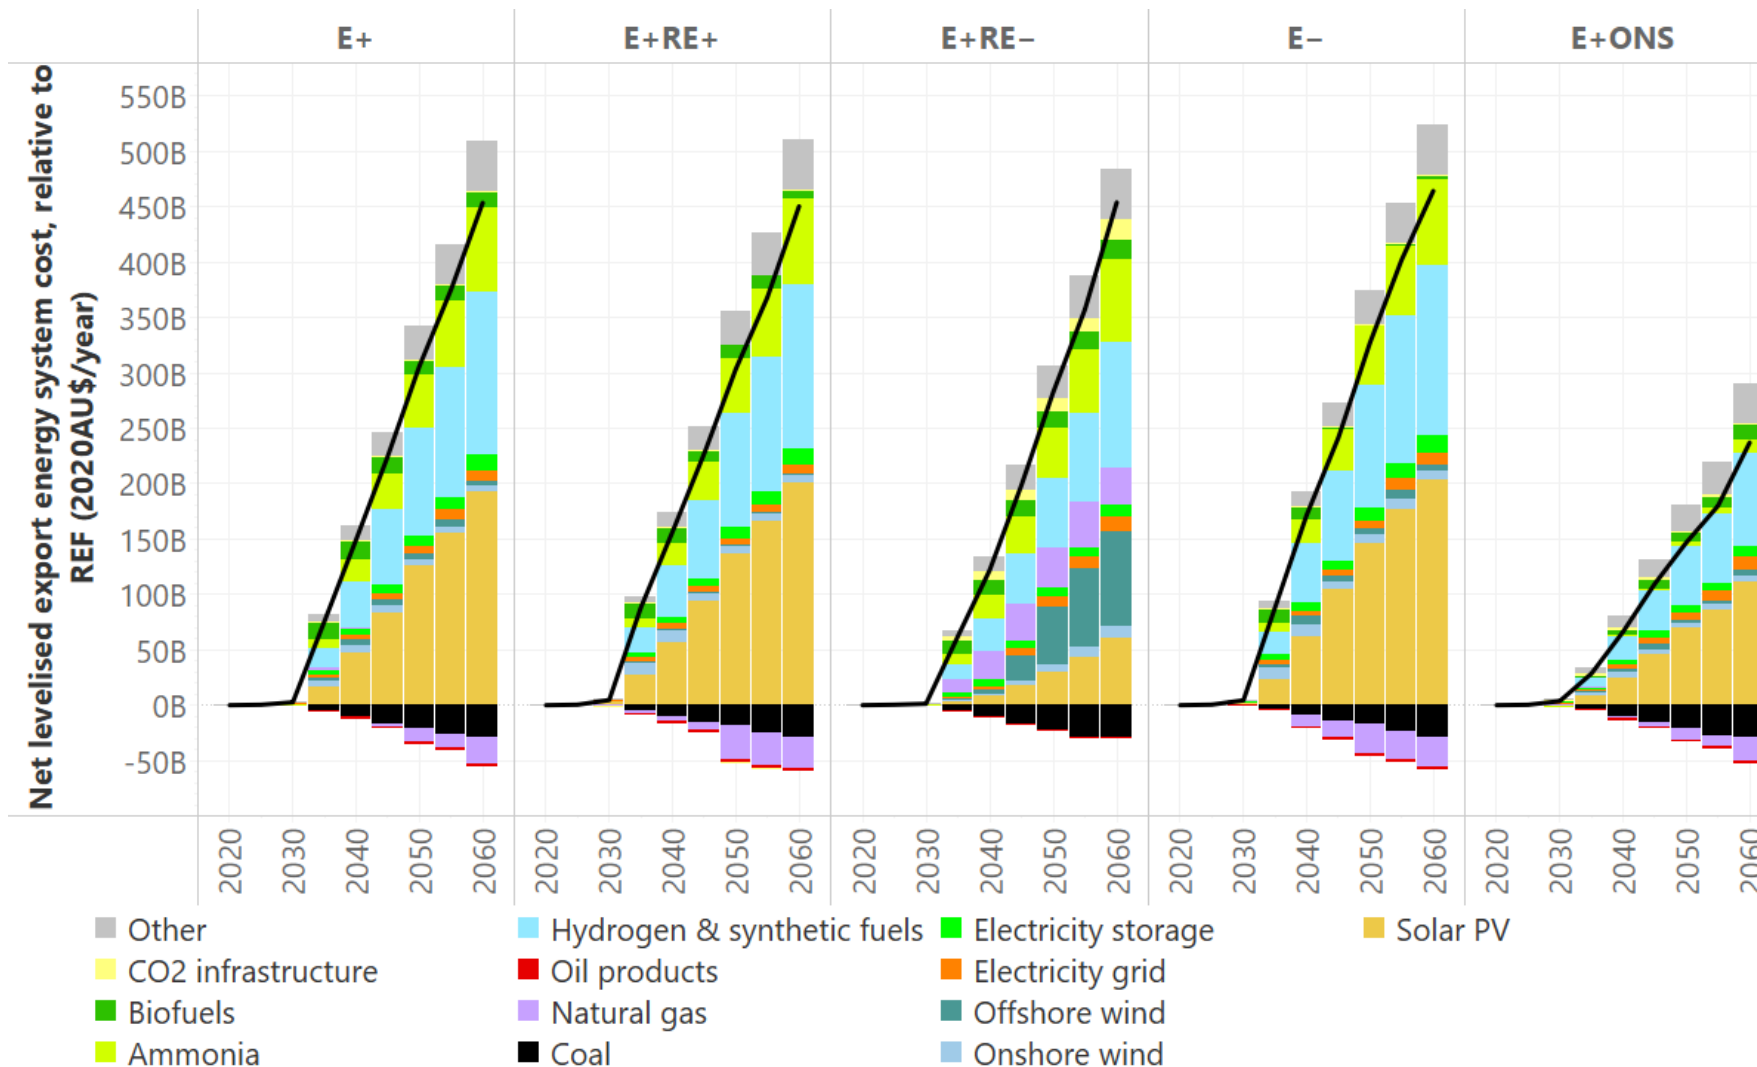 E+
E+RE+
E+RE−
E−
E+ONS
Net levelised export energy system cost, relative to
REF (2020AU$/year)
550B
500B
450B
400B
350B
300B
250B
200B
150B
100B
50B
0B
-50B
2020 2030 2040 2050 2060
2020 2030 2040 2050 2060
2020 2030 2040 2050 2060
2020 2030 2040 2050 2060
2020 2030 2040 2050 2060
Other
Hydrogen & synthetic fuels
Electricity storage
Solar PV
CO2 infrastructure
Oil products
Electricity grid
Biofuels
Natural gas
Offshore wind
Ammonia
Coal
Onshore wind